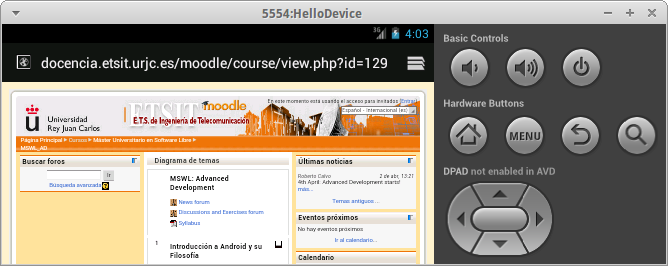 5554:HelloDevice
3G 4:03
docencia.etsit.urjc.es/moodle/course/view.php?id=129
Universidad
Rey Juan Carlos
ETSIT moodle
E.T.S. de Ingeniería de Telecomunicación
En este momento está usando el acceso para invitados (Entrar)
Español - Internacional (es)
Página Principal ► Cursos ► Máster Universitario en Software Libre ►
MSWL_AD
Buscar foros
Ir
Búsqueda avanzada ?
Diagrama de temas
MSWL: Advanced
Development
News forum
Discussions and Exercises forum
Syllabus
1 Introducción a Android y su
Filosofía
Últimas noticias
Roberto Calvo 2 de abr, 13:21
4th April: Advanced Development starts!
más...
Temas antiguos ...
Eventos próximos
No hay eventos próximos
Ir al calendario...
Calendario
Basic Controls
Hardware Buttons
MENU
DPAD not enabled in AVD